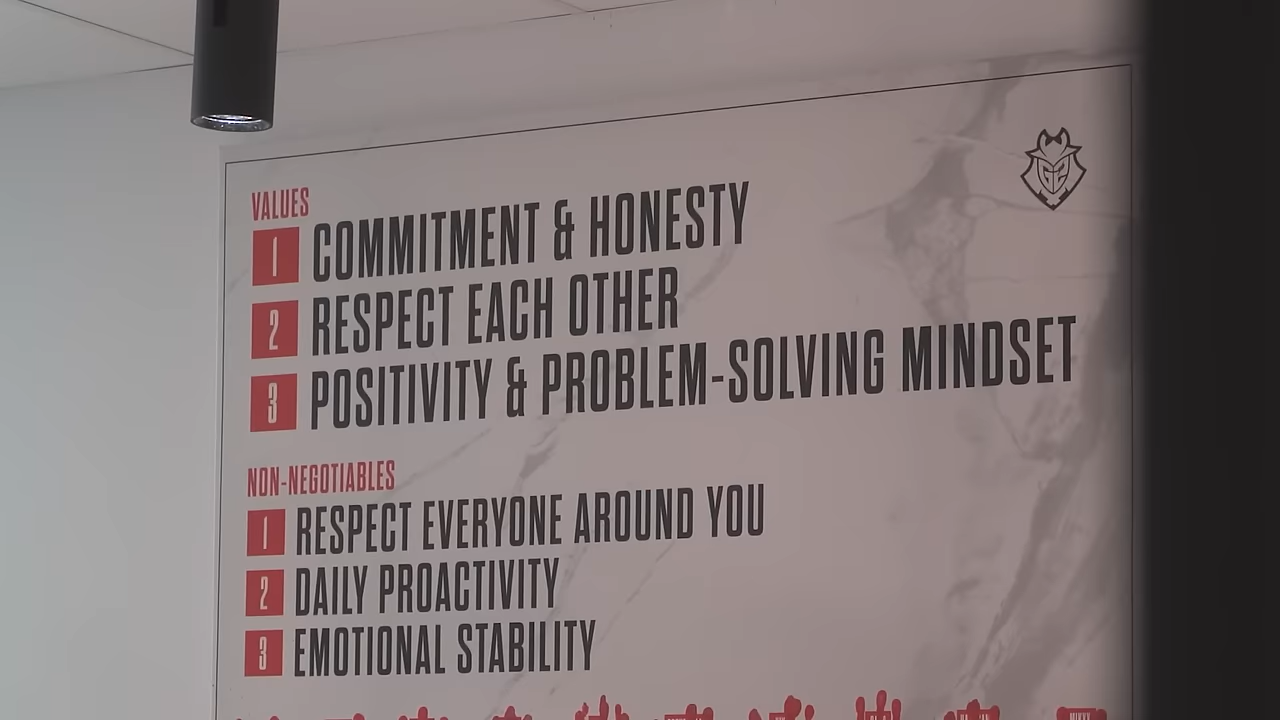 VALUES
1 COMMITMENT & HONESTY
2 RESPECT EACH OTHER
3 POSITIVITY & PROBLEM-SOLVING MINDSET
NON-NEGOTIABLES
1 RESPECT EVERYONE AROUND YOU
2 DAILY PROACTIVITY
3 EMOTIONAL STABILITY
G2